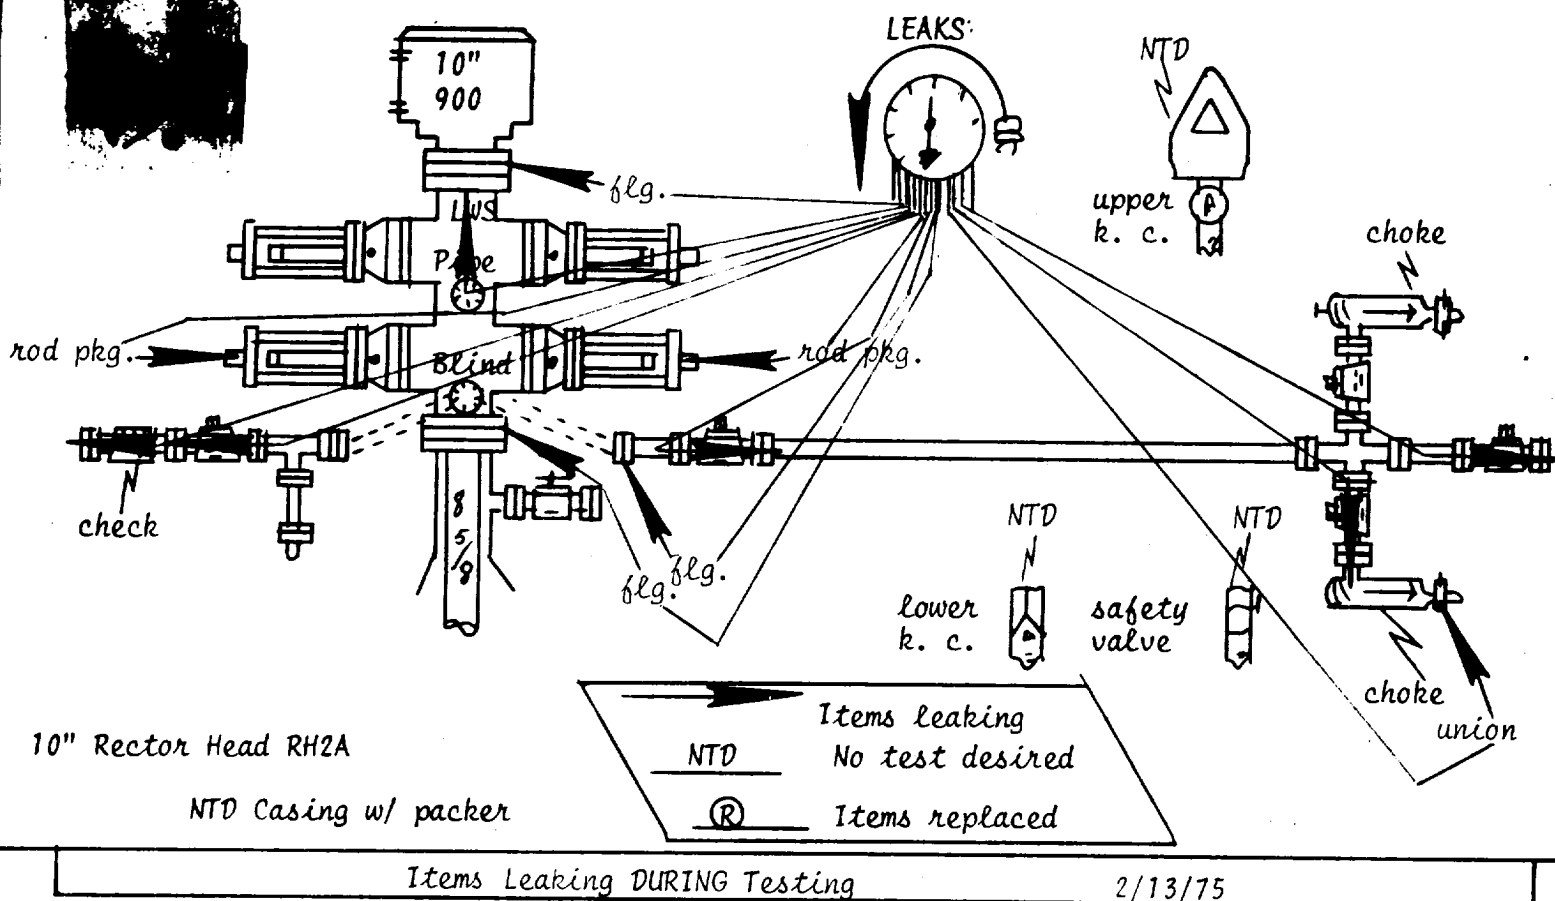 LEAKS:
NTD
10"
900
flg.
upper
k. c.
LWS
choke
Pipe
rod pkg.
Blind
rod pkg.
check
8
5/8
NTD
NTD
flg.
flg.
lower
k. c.
safety
valve
choke
union
Items leaking
NTD No test desired
R Items replaced
10" Rector Head RH2A
NTD Casing w/ packer
Items Leaking DURING Testing 2/13/75